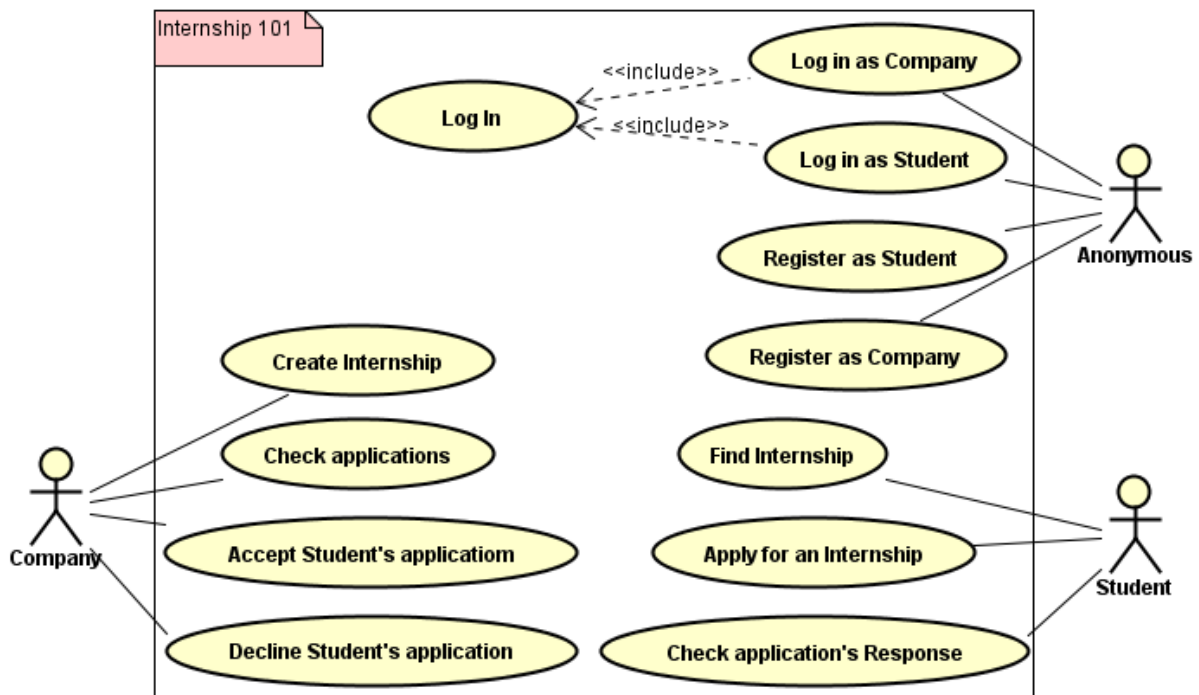 Internship 101
Log in as Company
<<include>>
Log In
<<include>>
Log in as Student
Register as Student
Anonymous
Create Internship
Register as Company
Check applications
Find Internship
Company
Accept Student's applicatiom
Apply for an Internship
Student
Decline Student's application
Check application's Response